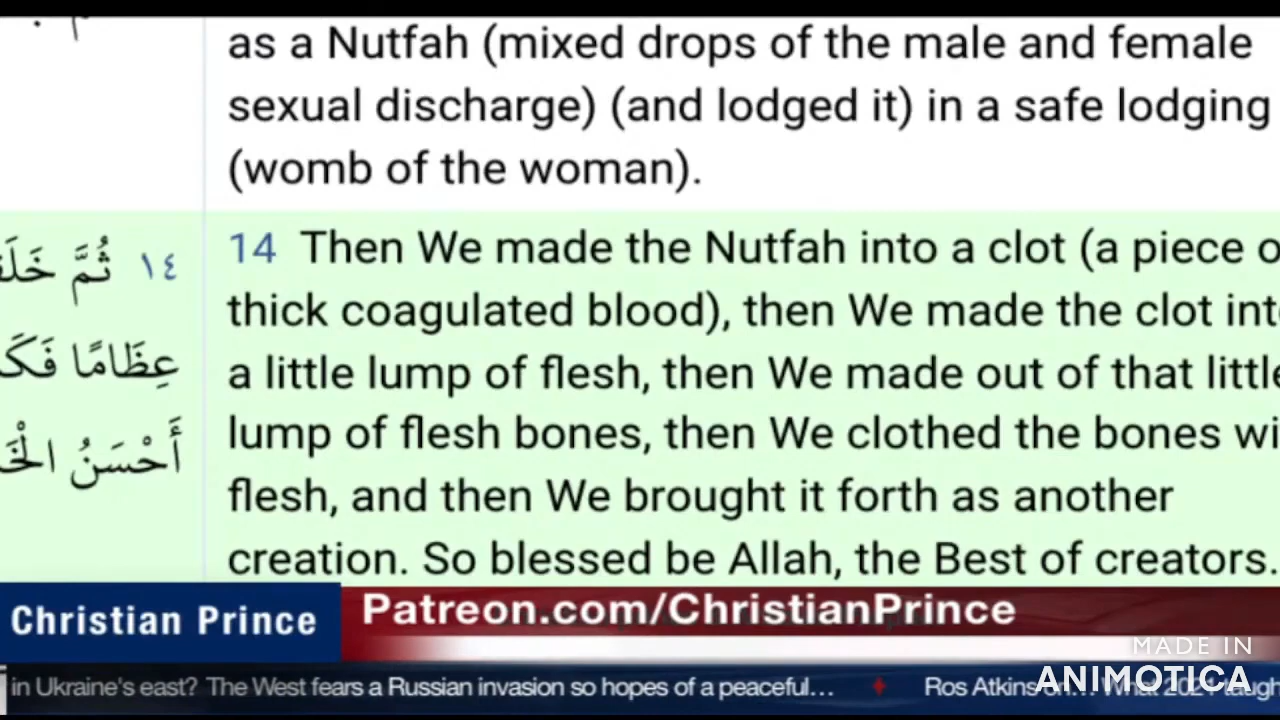 as a Nutfah (mixed drops of the male and female
sexual discharge) (and lodged it) in a safe lodging
(womb of the woman).
١٤ ثُمَّ
14 Then We made the Nutfah into a clot (a piece o
thick coagulated blood), then We made the clot int
عِظَامًا
a little lump of flesh, then We made out of that little
lump of flesh bones, then We clothed the bones wi
أَحْسَنُ
flesh, and then We brought it forth as another
creation. So blessed be Allah, the Best of creators.
Christian Prince
Patreon.com/ChristianPrince
MADE IN
ANIMOTICA
in Ukraine's east? The West fears a Russian invasion so hopes of a peaceful... Ros Atkins